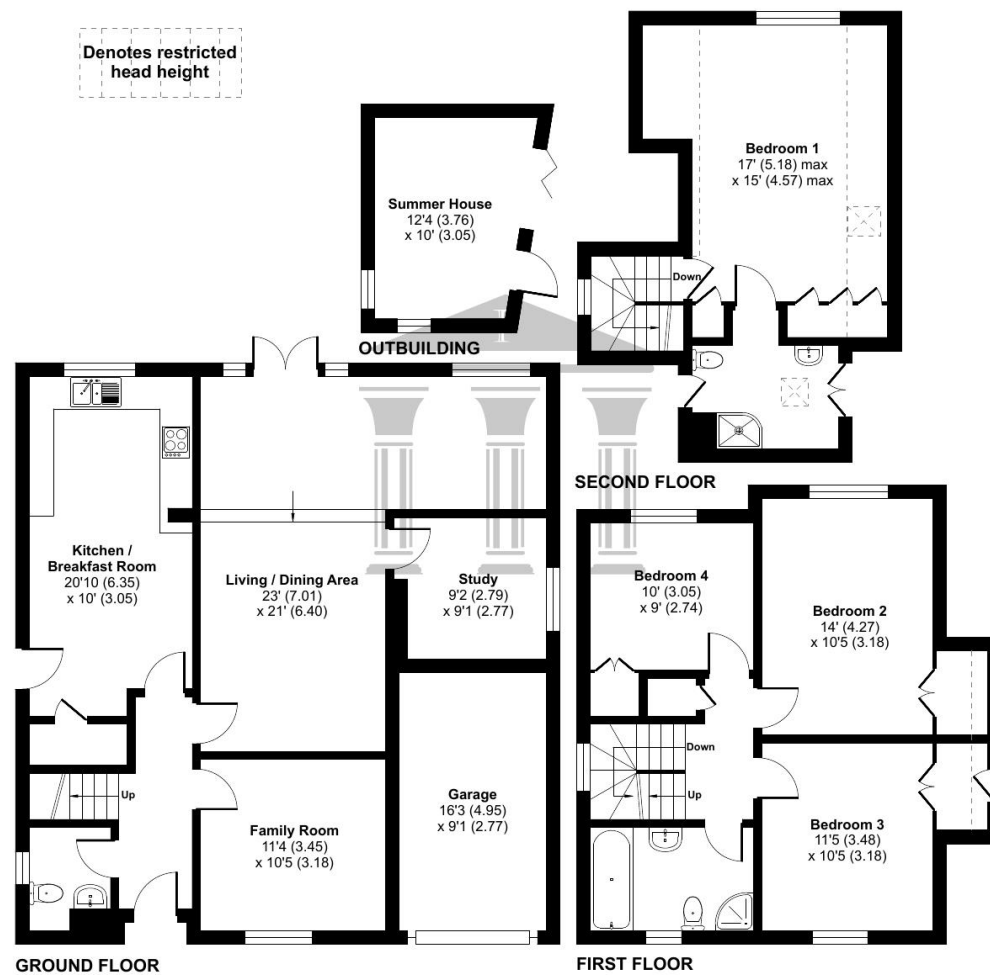 Denotes restricted
head height
Bedroom 1
17' (5.18) max
x 15' (4.57) max
Summer House
12'4 (3.76)
x 10' (3.05)
Down
OUTBUILDING
SECOND FLOOR
Kitchen /
Breakfast Room
20'10 (6.35)
x 10' (3.05)
Living / Dining Area
23' (7.01)
x 21' (6.40)
Study
9'2 (2.79)
x 9'1 (2.77)
Bedroom 4
10' (3.05)
x 9' (2.74)
Bedroom 2
14' (4.27)
x 10'5 (3.18)
Up
Family Room
11'4 (3.45)
x 10'5 (3.18)
Garage
16'3 (4.95)
x 9'1 (2.77)
Down
Up
Bedroom 3
11'5 (3.48)
x 10'5 (3.18)
GROUND FLOOR
FIRST FLOOR